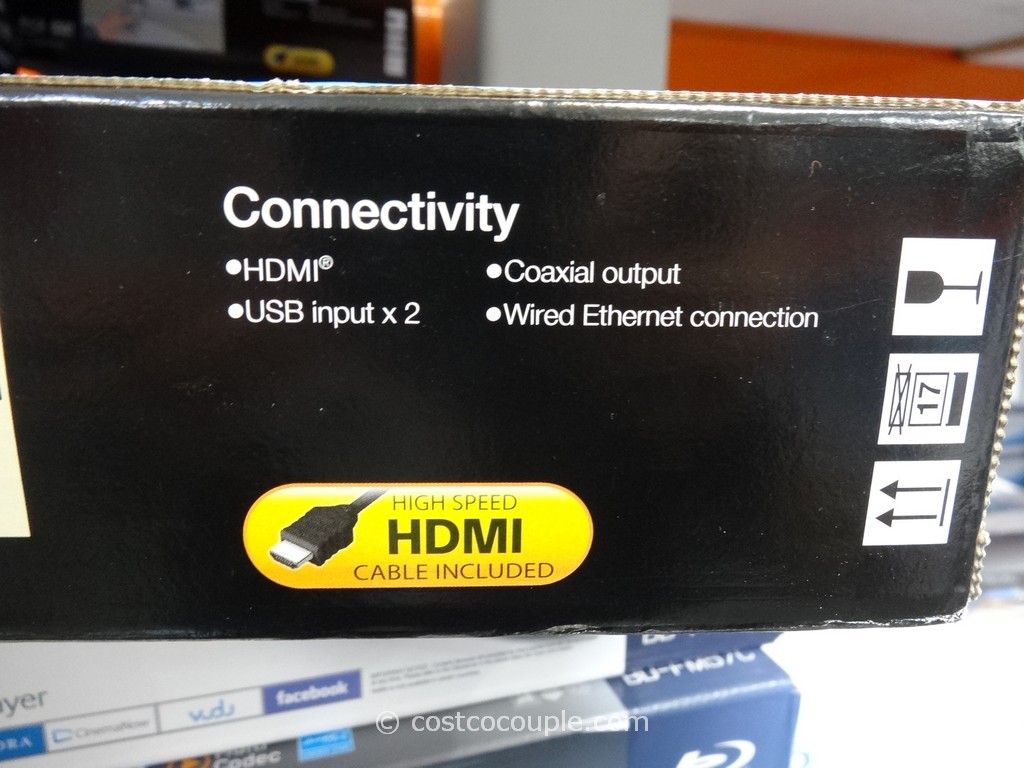 Connectivity
•HDMI®
•Coaxial output
•USB input x 2
•Wired Ethernet connection
17
HIGH SPEED
HDMI
CABLE INCLUDED
CinemaNow
vudu
facebook
Codec
© costcocouple.com